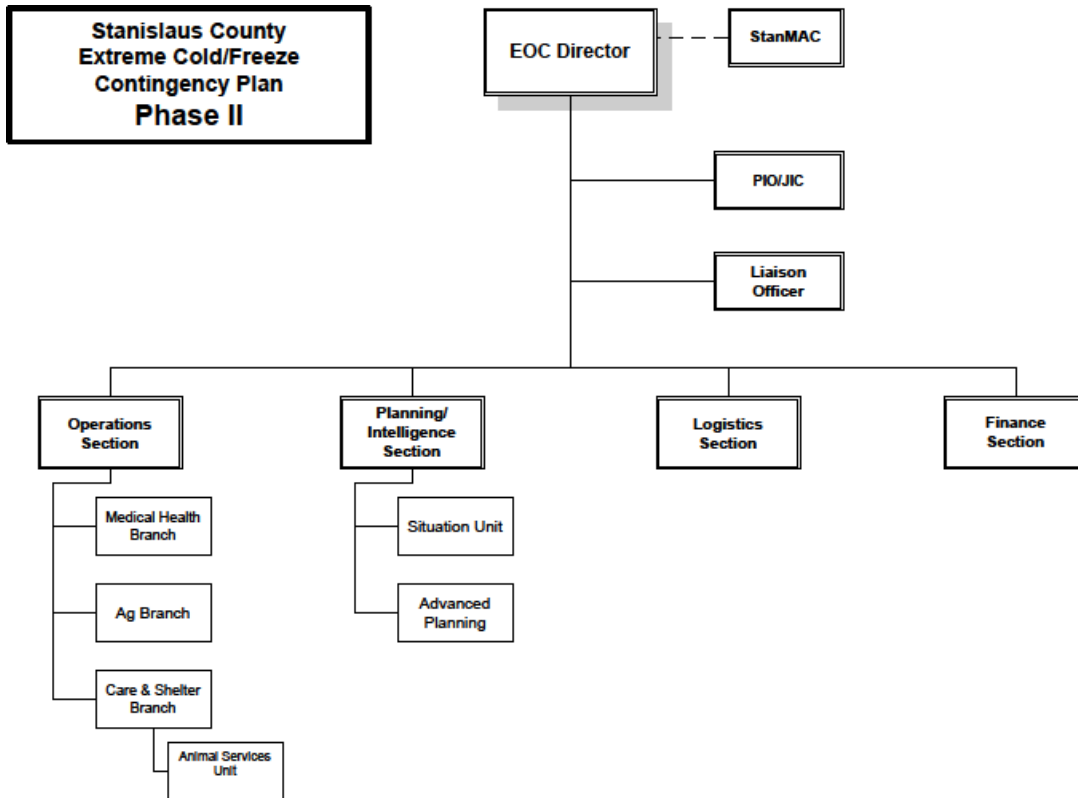 Stanislaus County
Extreme Cold/Freeze
Contingency Plan
Phase II
EOC Director
StanMAC
PIO/JIC
Liaison
Officer
Operations
Section
Planning/
Intelligence
Section
Logistics
Section
Finance
Section
Medical Health
Branch
Situation Unit
Ag Branch
Advanced
Planning
Care & Shelter
Branch
Animal Services
Unit